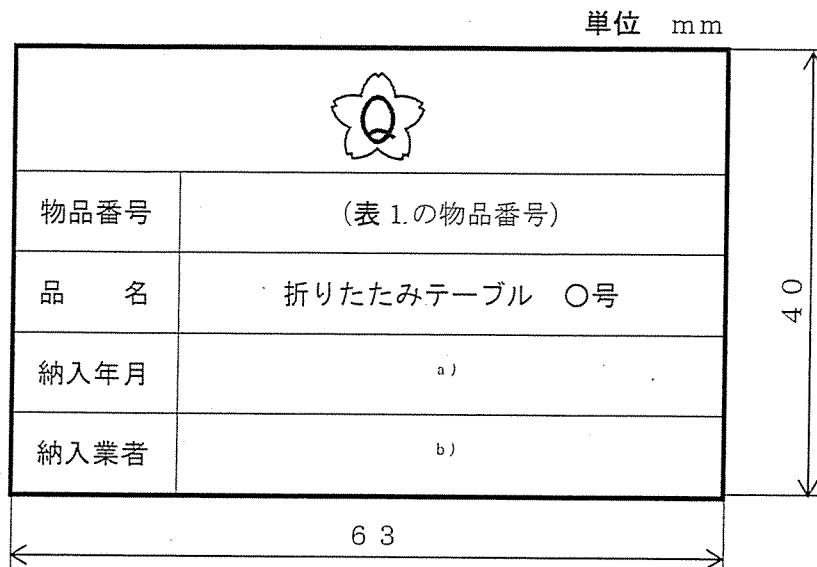 単位 mm
Q
物品番号 (表1.の物品番号)
品 名 折りたたみテーブル ○号
納入年月 a)
納入業者 b)
40
63